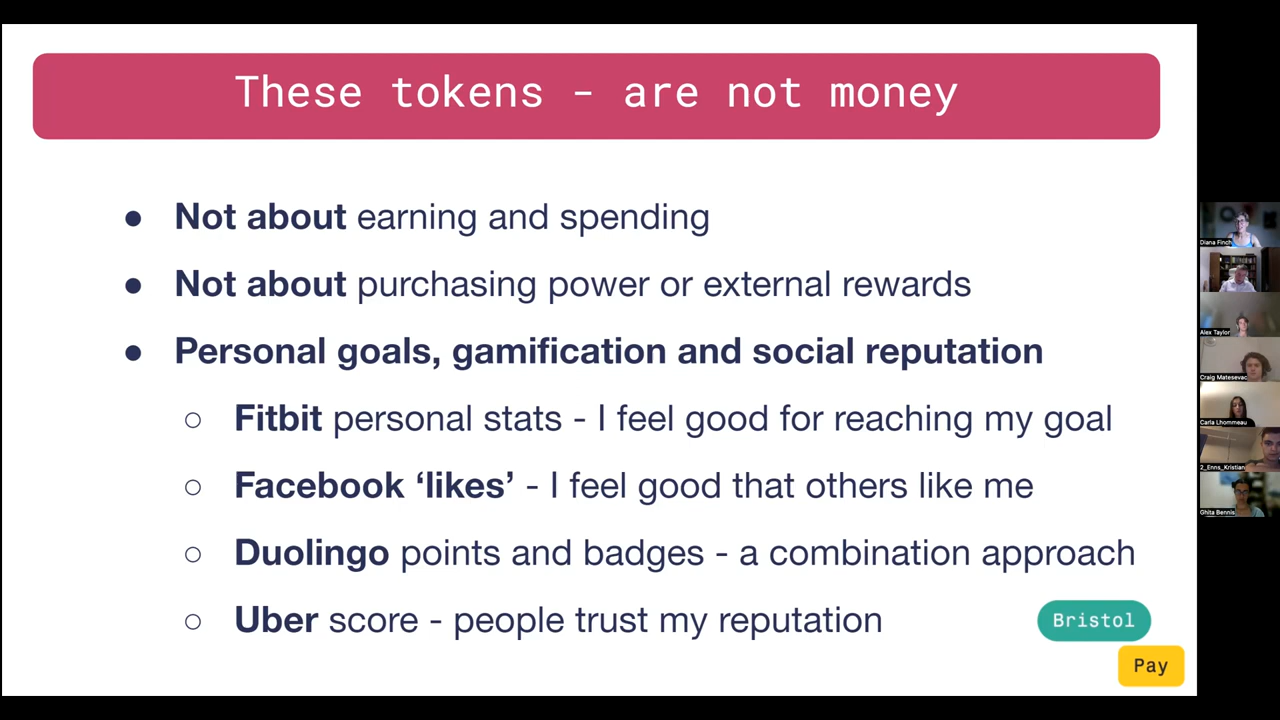 These tokens - are not money
● Not about earning and spending
● Not about purchasing power or external rewards
● Personal goals, gamification and social reputation
○ Fitbit personal stats - I feel good for reaching my goal
○ Facebook ‘likes’ - I feel good that others like me
○ Duolingo points and badges - a combination approach
○ Uber score - people trust my reputation
Bristol
Pay
Diana Finch
Alex Taylor
Craig Matesevac
Carla Lhommeau
2_Enns_Kristian
Ghita Bennis